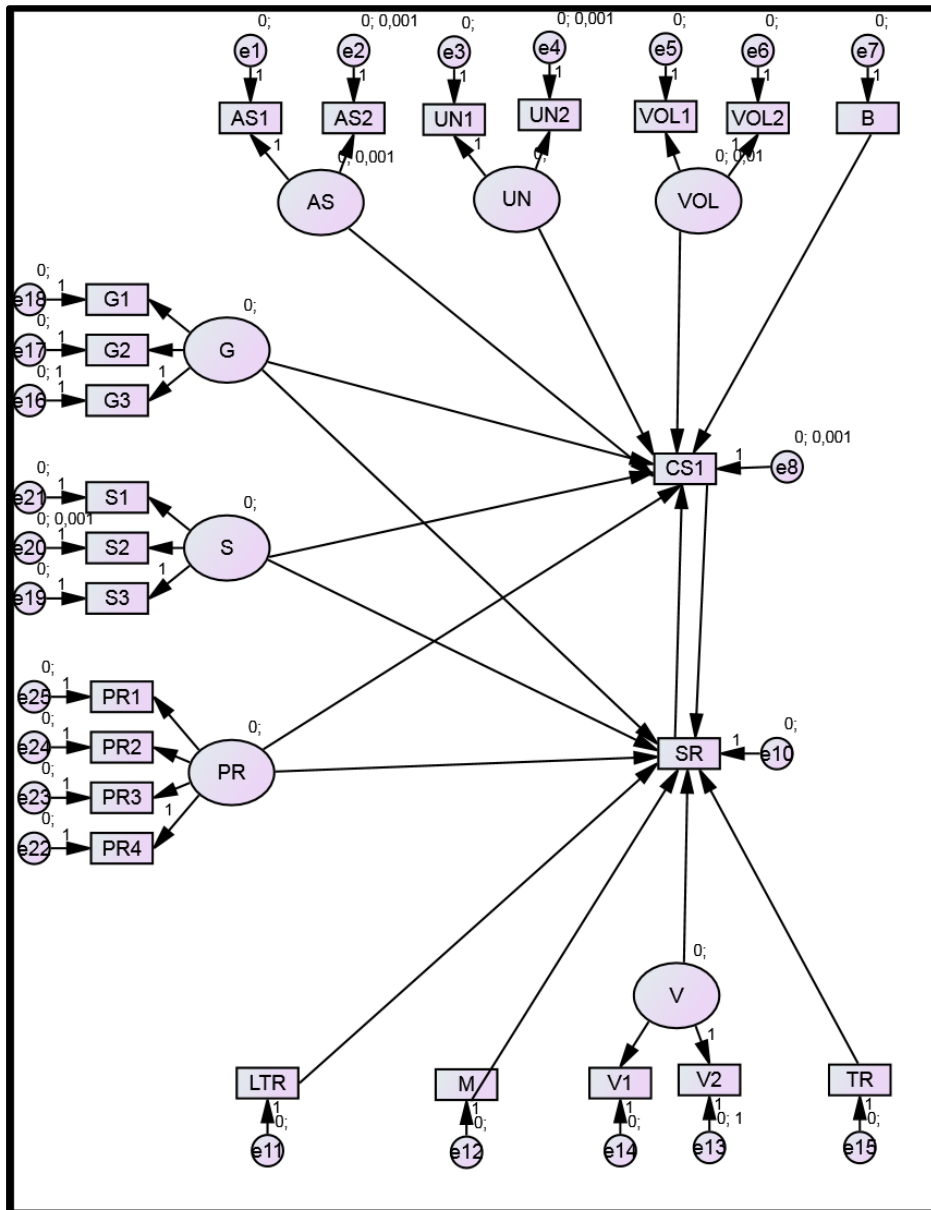 0; 0; 0,001 0; 0; 0,001 0; 0; 0;
e1 e2 e3 e4 e5 e6 e7
1 1 1 1 1 1 1
AS1 AS2 UN1 UN2 VOL1 VOL2 B
1 0; 0,001 1 0; 1 0; 0,01
AS UN VOL
0;
e18 1 G1
0; 0;
e17 1 G2 G
0; 1
e16 1 G3 1
0; 0,001
CS1 1 e8
0;
e21 1 S1
0; 0,001 0;
e20 1 S2 S
0;
e19 1 S3 1
0;
e25 1 PR1
0;
e24 1 PR2 0;
0; PR
e23 1 PR3
0; 1
e22 1 PR4
0;
SR 1 e10
0;
V
1
LTR M V1 V2 TR
1 1 1 1 1
0; 0; 0; 0; 1 0;
e11 e12 e14 e13 e15